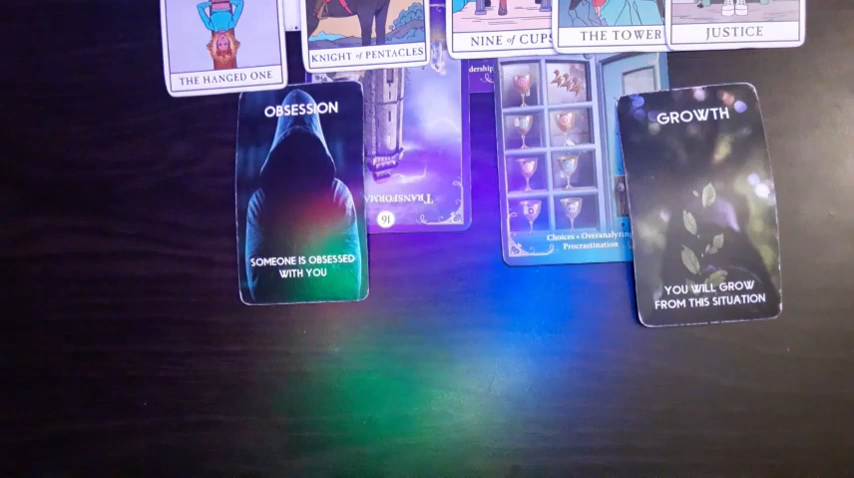 THE HANGED ONE
KNIGHT of PENTACLES
NINE of CUPS
THE TOWER
JUSTICE
OBSESSION
SOMEONE IS OBSESSED
WITH YOU
16
Choices • Overanalyzing
Procrastination
GROWTH
YOU WILL GROW
FROM THIS SITUATION